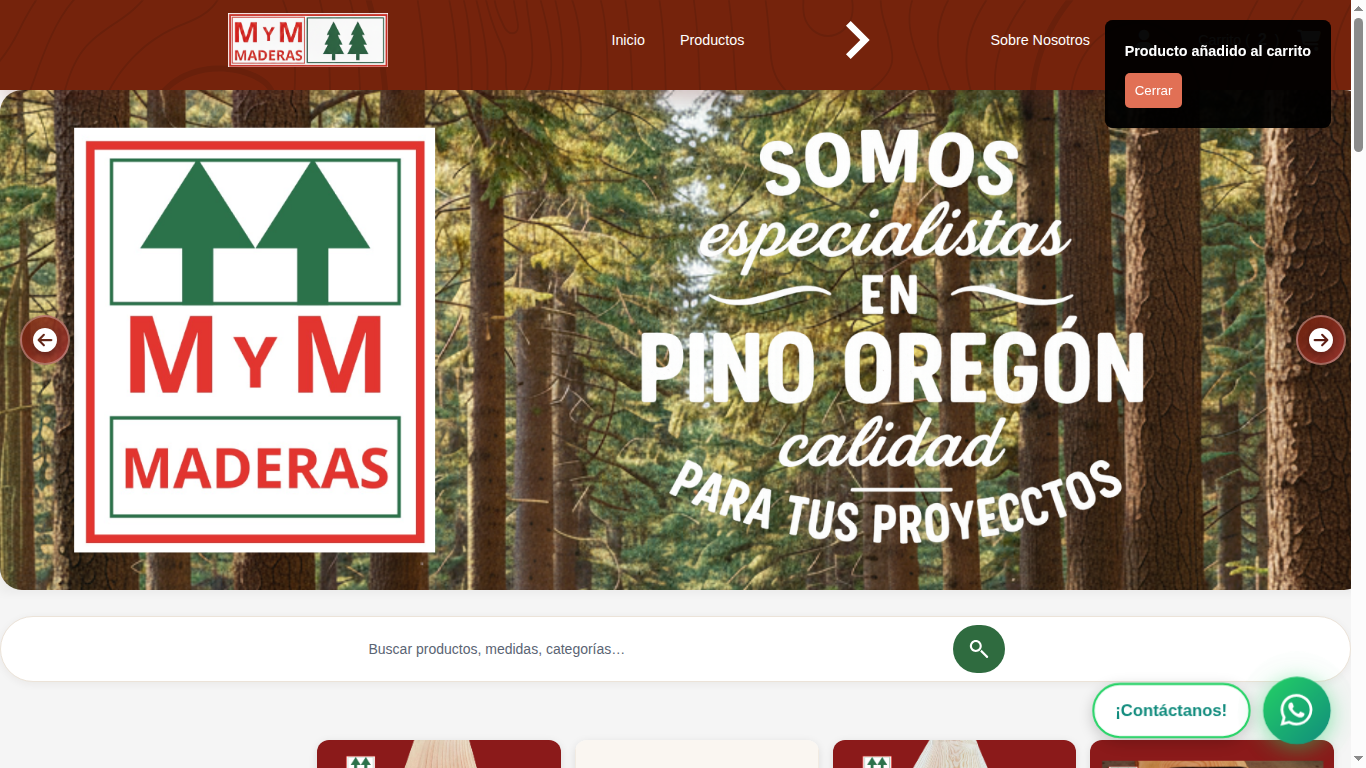 M Y M
MADERAS
Inicio
Productos
Sobre Nosotros
Producto añadido al carrito
Cerrar
M Y M
MADERAS
SOMOS
especialistas
EN
PINO OREGÓN
calidad
PARA TUS PROYECCTOS
Buscar productos, medidas, categorías…
¡Contáctanos!